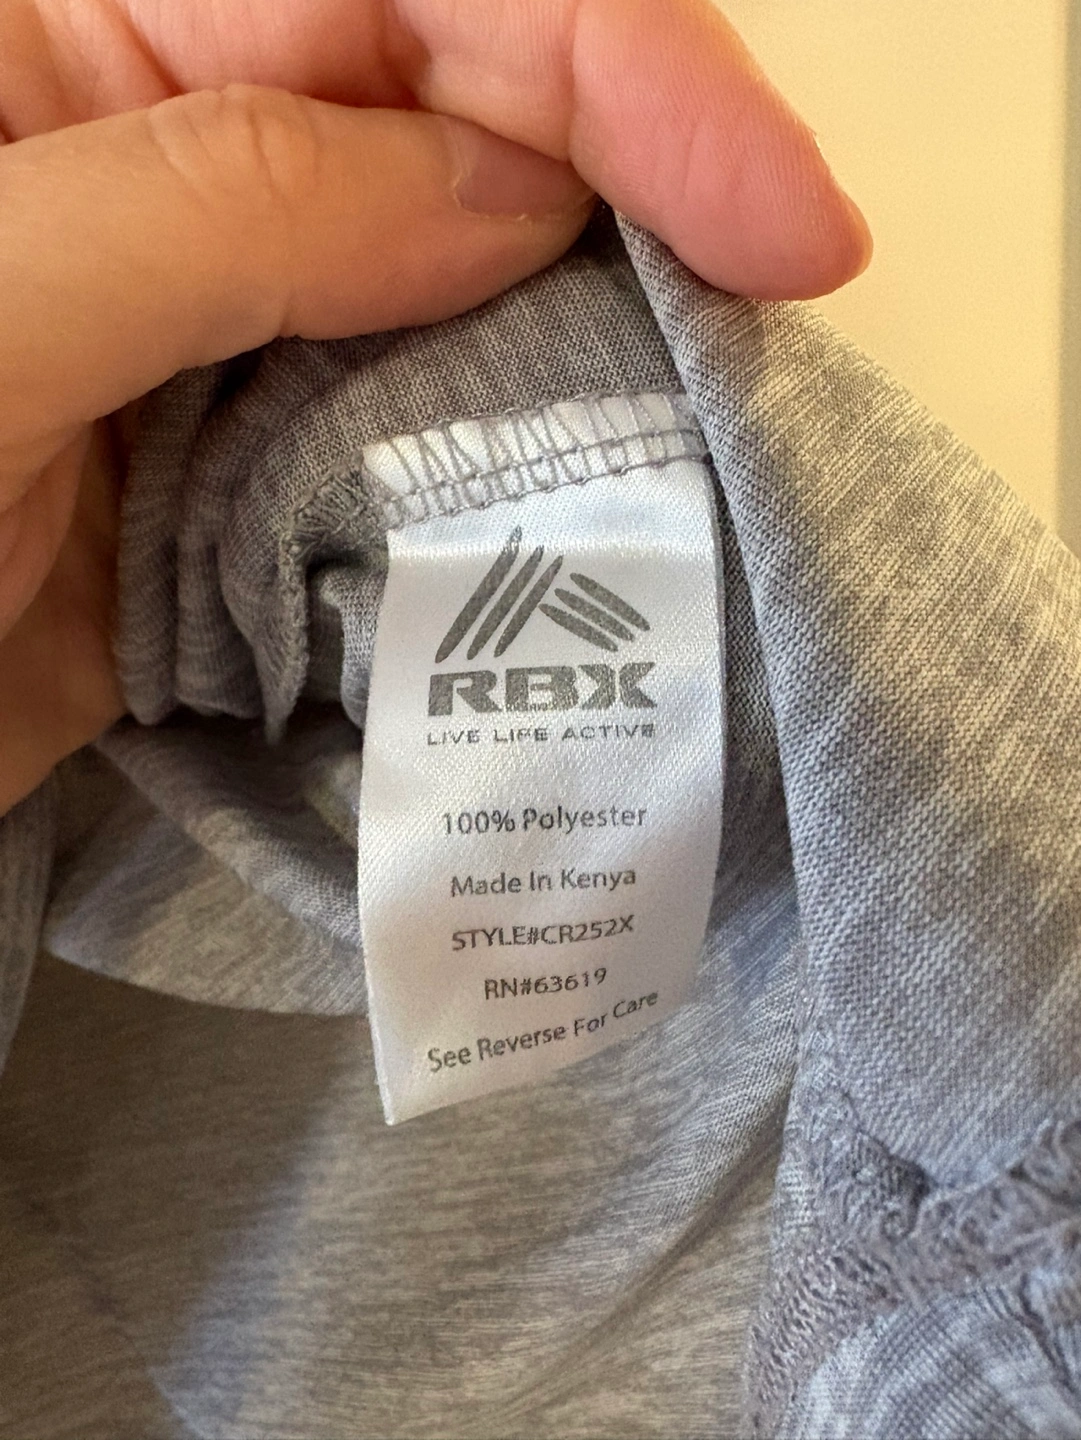 RBX
LIVE LIFE ACTIVE
100% Polyester
Made In Kenya
STYLE#CR252X
RN#63619
See Reverse For Care